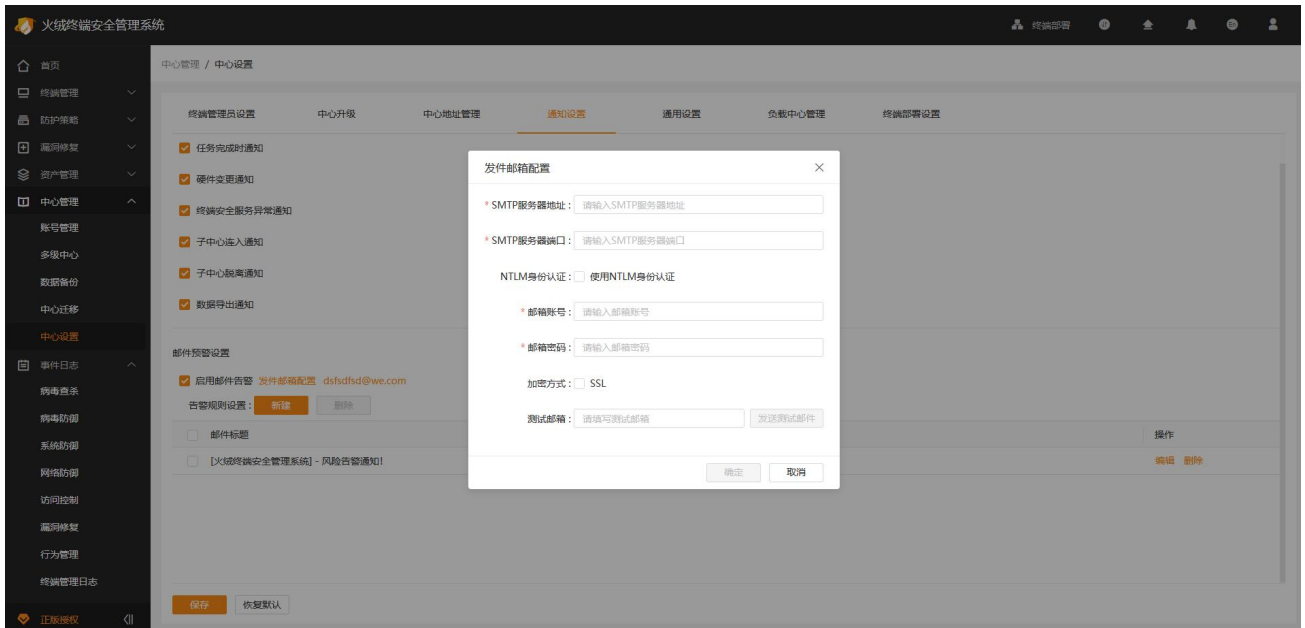 火绒终端安全管理系统
终端部署
首页
终端管理
防护策略
漏洞修复
资产管理
中心管理
账号管理
多级中心
数据备份
中心迁移
中心设置
事件日志
病毒查杀
病毒防御
系统防御
网络防御
访问控制
漏洞修复
行为管理
终端管理日志
正版授权
中心管理 / 中心设置
终端管理员设置 中心升级 中心地址管理 通知设置 通用设置 负载中心管理 终端部署设置
任务完成时通知
硬件变更通知
终端安全服务异常通知
子中心连入通知
子中心脱离通知
数据导出通知
邮件预警设置
启用邮件告警 发件邮箱配置 dsfsdfsd@we.com
告警规则设置: 新建 删除
邮件标题 操作
[火绒终端安全管理系统] - 风险告警通知! 编辑 删除
保存 恢复默认
发件邮箱配置
* SMTP服务器地址: 请输入SMTP服务器地址
* SMTP服务器端口: 请输入SMTP服务器端口
NTLM身份认证: 使用NTLM身份认证
* 邮箱账号: 请输入邮箱账号
* 邮箱密码: 请输入邮箱密码
加密方式: SSL
测试邮箱: 请填写测试邮箱 发送测试邮件
确定 取消